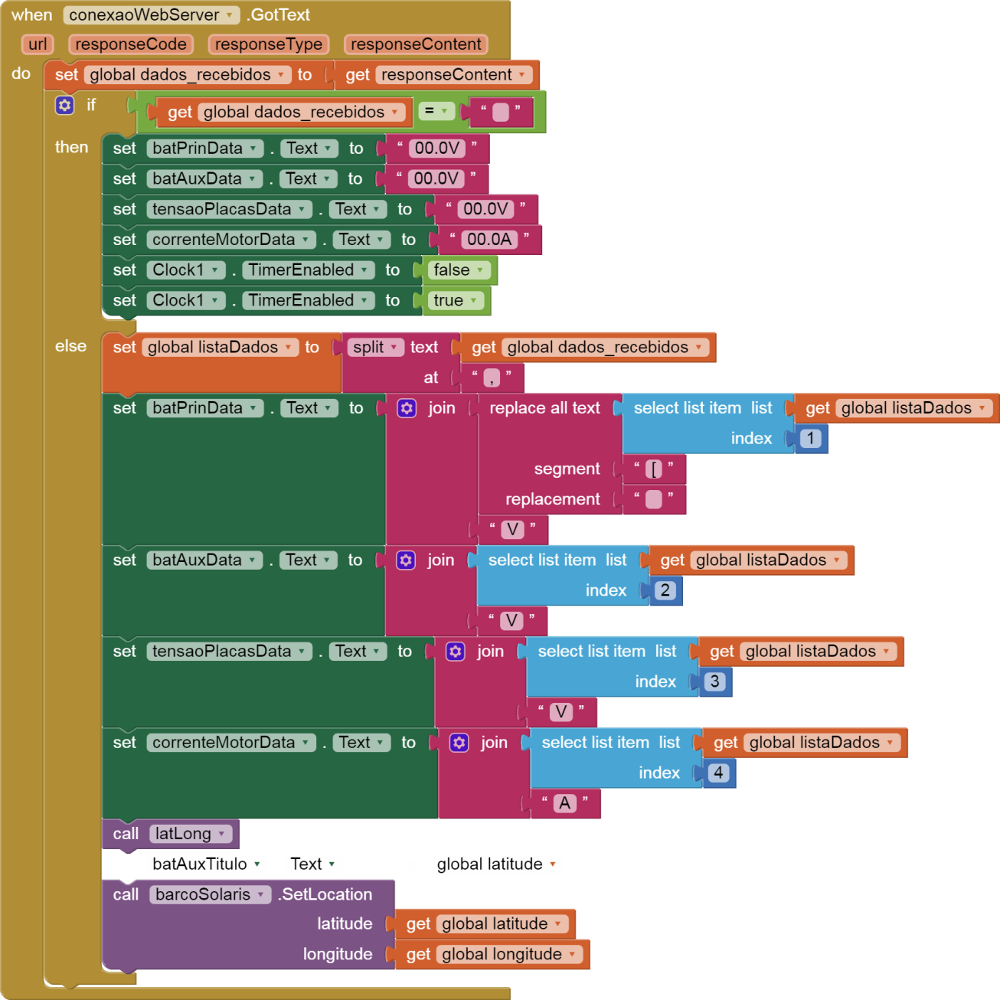 when conexaoWebServer .GotText
url responseCode responseType responseContent
do set global dados_recebidos to get responseContent
if get global dados_recebidos = “ ”
then set batPrinData . Text to “ 00.0V ”
set batAuxData . Text to “ 00.0V ”
set tensaoPlacasData . Text to “ 00.0V ”
set correnteMotorData . Text to “ 00.0A ”
set Clock1 . TimerEnabled to false
set Clock1 . TimerEnabled to true
else set global listaDados to split text get global dados_recebidos
at “ , ”
set batPrinData . Text to join replace all text select list item list get global listaDados
index 1
segment “ [ ”
replacement “ ”
“ V ”
set batAuxData . Text to join select list item list get global listaDados
index 2
“ V ”
set tensaoPlacasData . Text to join select list item list get global listaDados
index 3
“ V ”
set correnteMotorData . Text to join select list item list get global listaDados
index 4
“ A ”
call latLong
batAuxTitulo Text global latitude
call barcoSolaris .SetLocation
latitude get global latitude
longitude get global longitude